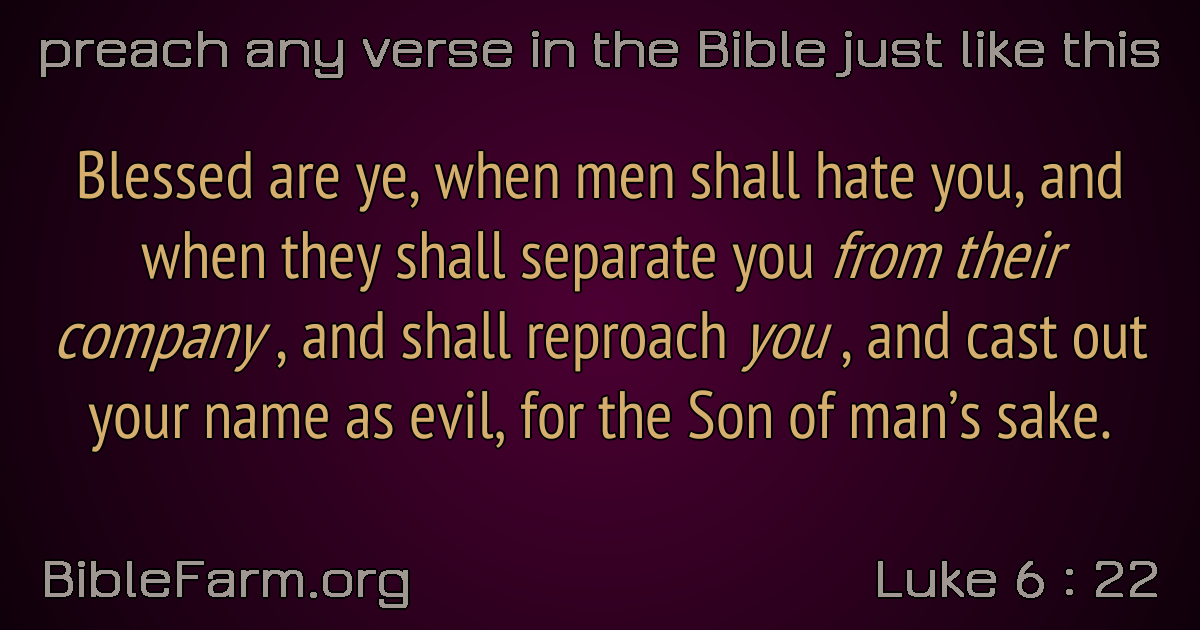 preach any verse in the Bible just like this
Blessed are ye, when men shall hate you, and
when they shall separate you from their
company , and shall reproach you , and cast out
your name as evil, for the Son of man’s sake.
BibleFarm.org
Luke 6 : 22